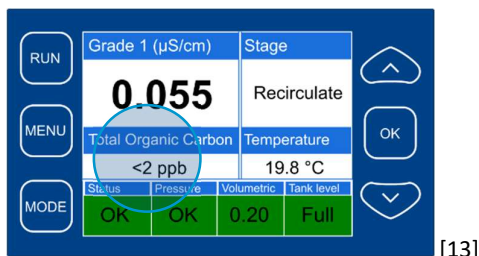 RUN
MENU
MODE
Grade 1 (µS/cm) Stage
0.055 Recirculate
Total Organic Carbon Temperature
<2 ppb 19.8 °C
Status Pressure Volumetric Tank level
OK OK 0.20 Full
OK
[13]